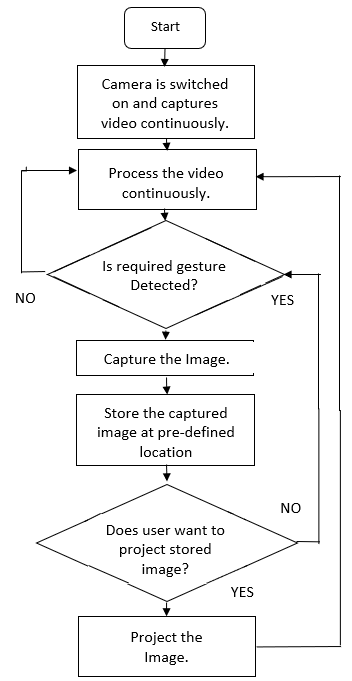 Start
Camera is switched
on and captures
video continuously.
Process the video
continuously.
Is required gesture
Detected?
NO
YES
Capture the Image.
Store the captured
image at pre-defined
location
NO
Does user want to
project stored
image?
YES
Project the
Image.